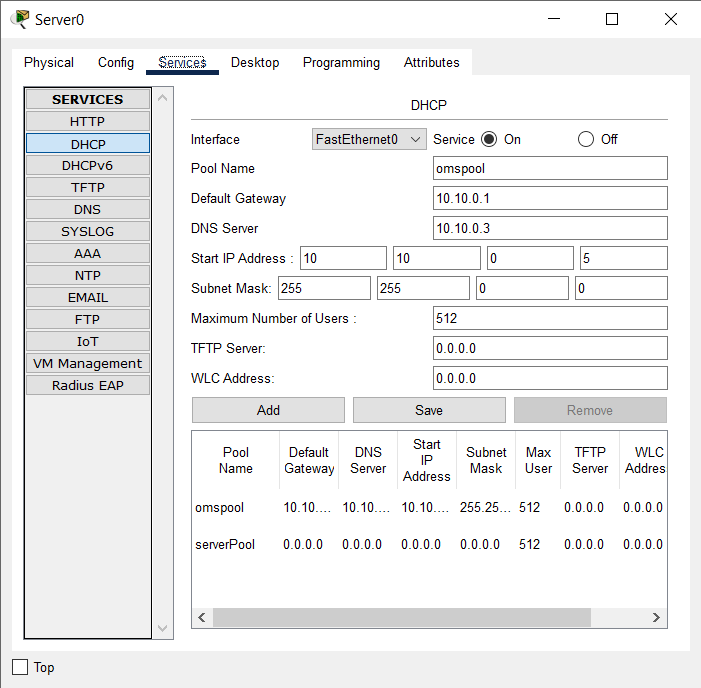 Server0
Physical Config Services Desktop Programming Attributes
SERVICES
HTTP
DHCP
DHCPv6
TFTP
DNS
SYSLOG
AAA
NTP
EMAIL
FTP
IoT
VM Management
Radius EAP
DHCP
Interface FastEthernet0 Service On Off
Pool Name omspool
Default Gateway 10.10.0.1
DNS Server 10.10.0.3
Start IP Address : 10 10 0 5
Subnet Mask: 255 255 0 0
Maximum Number of Users : 512
TFTP Server: 0.0.0.0
WLC Address: 0.0.0.0
Add Save Remove
Pool Name Default Gateway DNS Server Start IP Address Subnet Mask Max User TFTP Server WLC Addres
omspool 10.10.... 10.10.... 10.10.... 255.25... 512 0.0.0.0 0.0.0.0
serverPool 0.0.0.0 0.0.0.0 0.0.0.0 0.0.0.0 512 0.0.0.0 0.0.0.0
Top